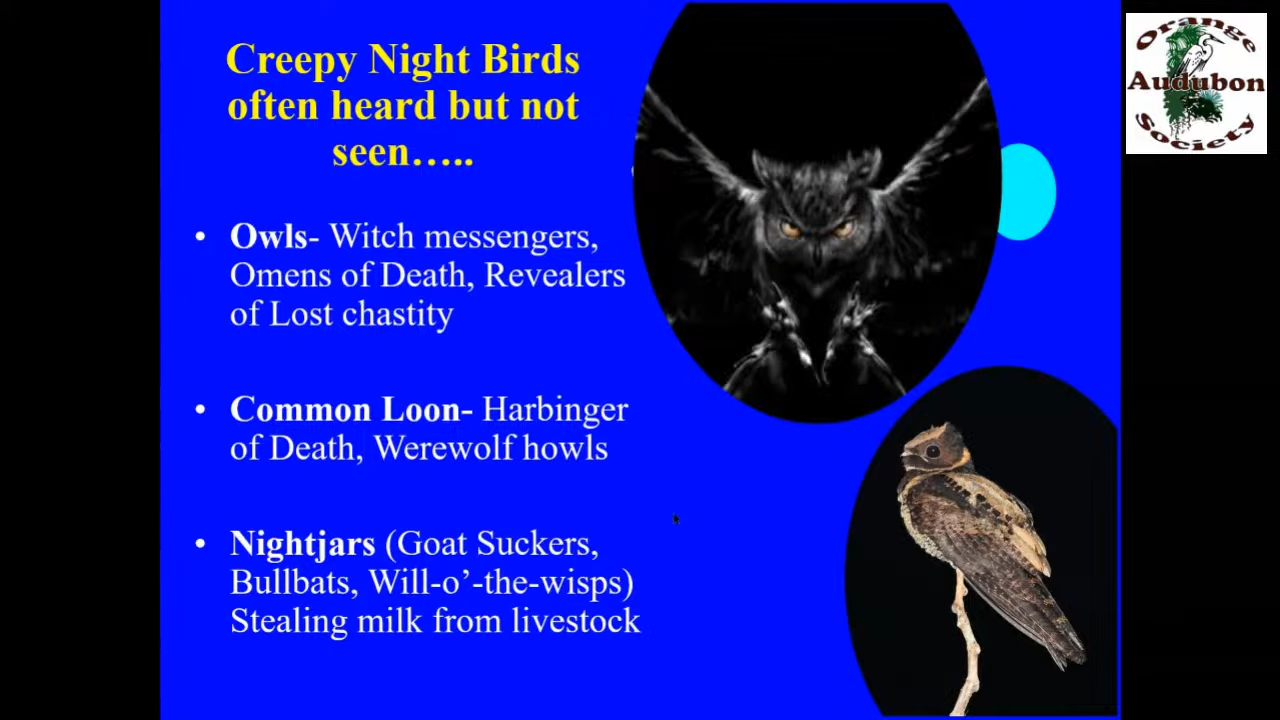 Creepy Night Birds
often heard but not
seen…..
• Owls- Witch messengers,
Omens of Death, Revealers
of Lost chastity
• Common Loon- Harbinger
of Death, Werewolf howls
• Nightjars (Goat Suckers,
Bullbats, Will-o’-the-wisps)
Stealing milk from livestock
Orange
Audubon
Society